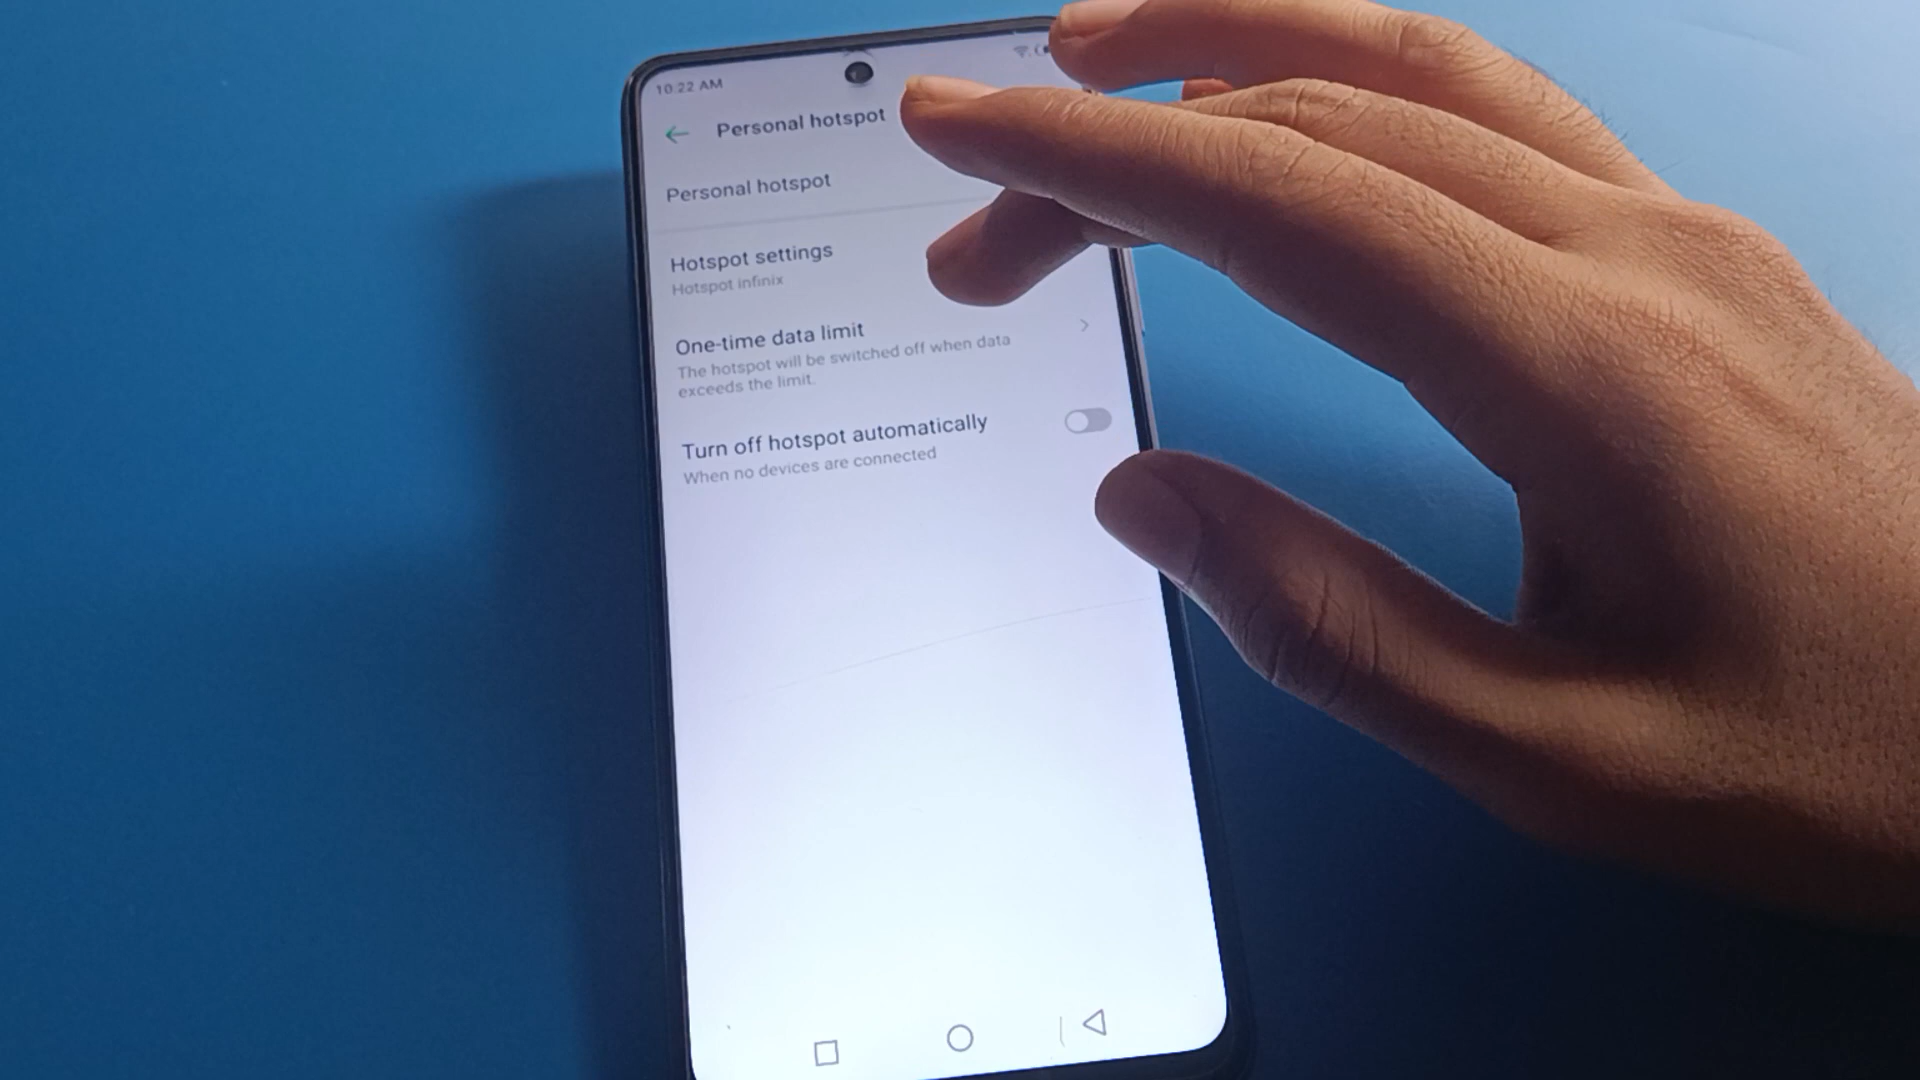 10:22 AM
Personal hotspot
Personal hotspot
Hotspot settings
Hotspot infinix
One-time data limit
The hotspot will be switched off when data
exceeds the limit.
Turn off hotspot automatically
When no devices are connected